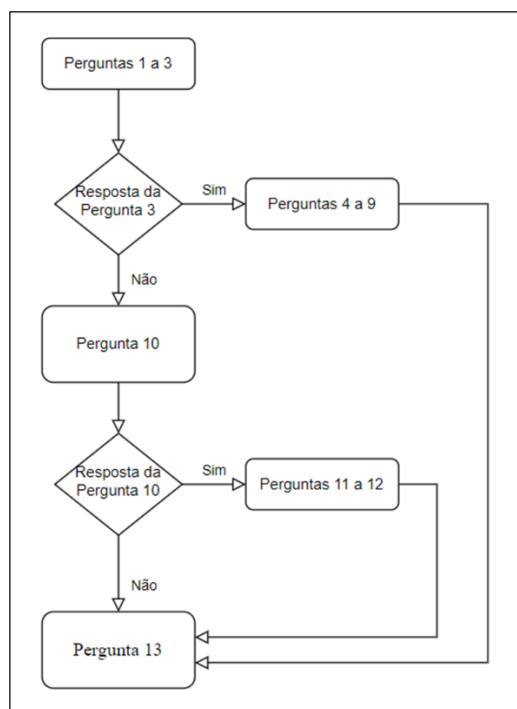 Perguntas 1 a 3
Resposta da
Pergunta 3
Sim
Perguntas 4 a 9
Não
Pergunta 10
Resposta da
Pergunta 10
Sim
Perguntas 11 a 12
Não
Pergunta 13